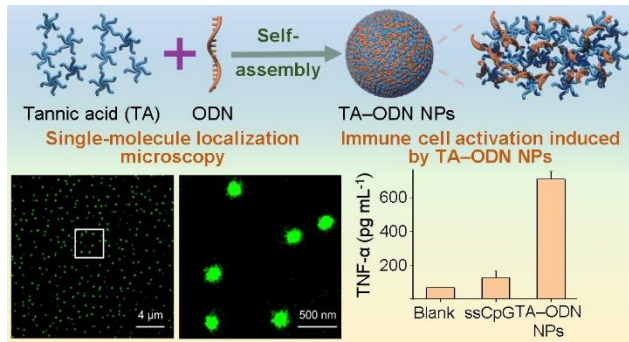 Self-
assembly
Tannic acid (TA)
ODN
TA–ODN NPs
Single-molecule localization
microscopy
Immune cell activation induced
by TA–ODN NPs
4 μm
500 nm
TNF-α (pg mL⁻¹)
600
400
200
Blank
ssCpG
TA–ODN
NPs